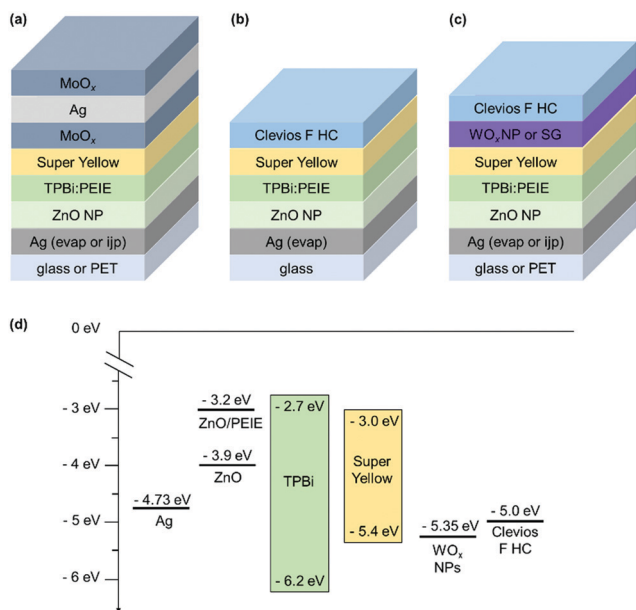 (a)
MoOₓ
Ag
MoOₓ
Super Yellow
TPBi:PEIE
ZnO NP
Ag (evap or ijp)
glass or PET
(b)
Clevios F HC
Super Yellow
TPBi:PEIE
ZnO NP
Ag (evap)
glass
(c)
Clevios F HC
WOₓNP or SG
Super Yellow
TPBi:PEIE
ZnO NP
Ag (evap or ijp)
glass or PET
(d)
0 eV
- 3 eV
- 4 eV
- 5 eV
- 6 eV
- 4.73 eV
Ag
- 3.2 eV
ZnO/PEIE
- 3.9 eV
ZnO
- 2.7 eV
TPBi
- 6.2 eV
- 3.0 eV
Super
Yellow
- 5.4 eV
- 5.35 eV
WOₓ
NPs
- 5.0 eV
Clevios
F HC